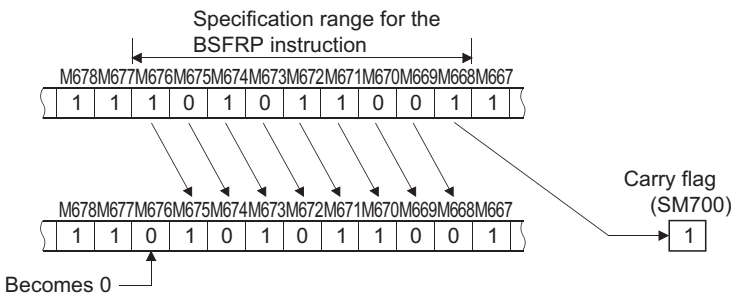 Specification range for the
BSFRP instruction
M678M677M676M675M674M673M672M671M670M669M668M667
1 1 1 0 1 0 1 1 0 0 1 1
Carry flag
(SM700)
M678M677M676M675M674M673M672M671M670M669M668M667
1 1 0 1 0 1 0 1 1 0 0 1
1
Becomes 0